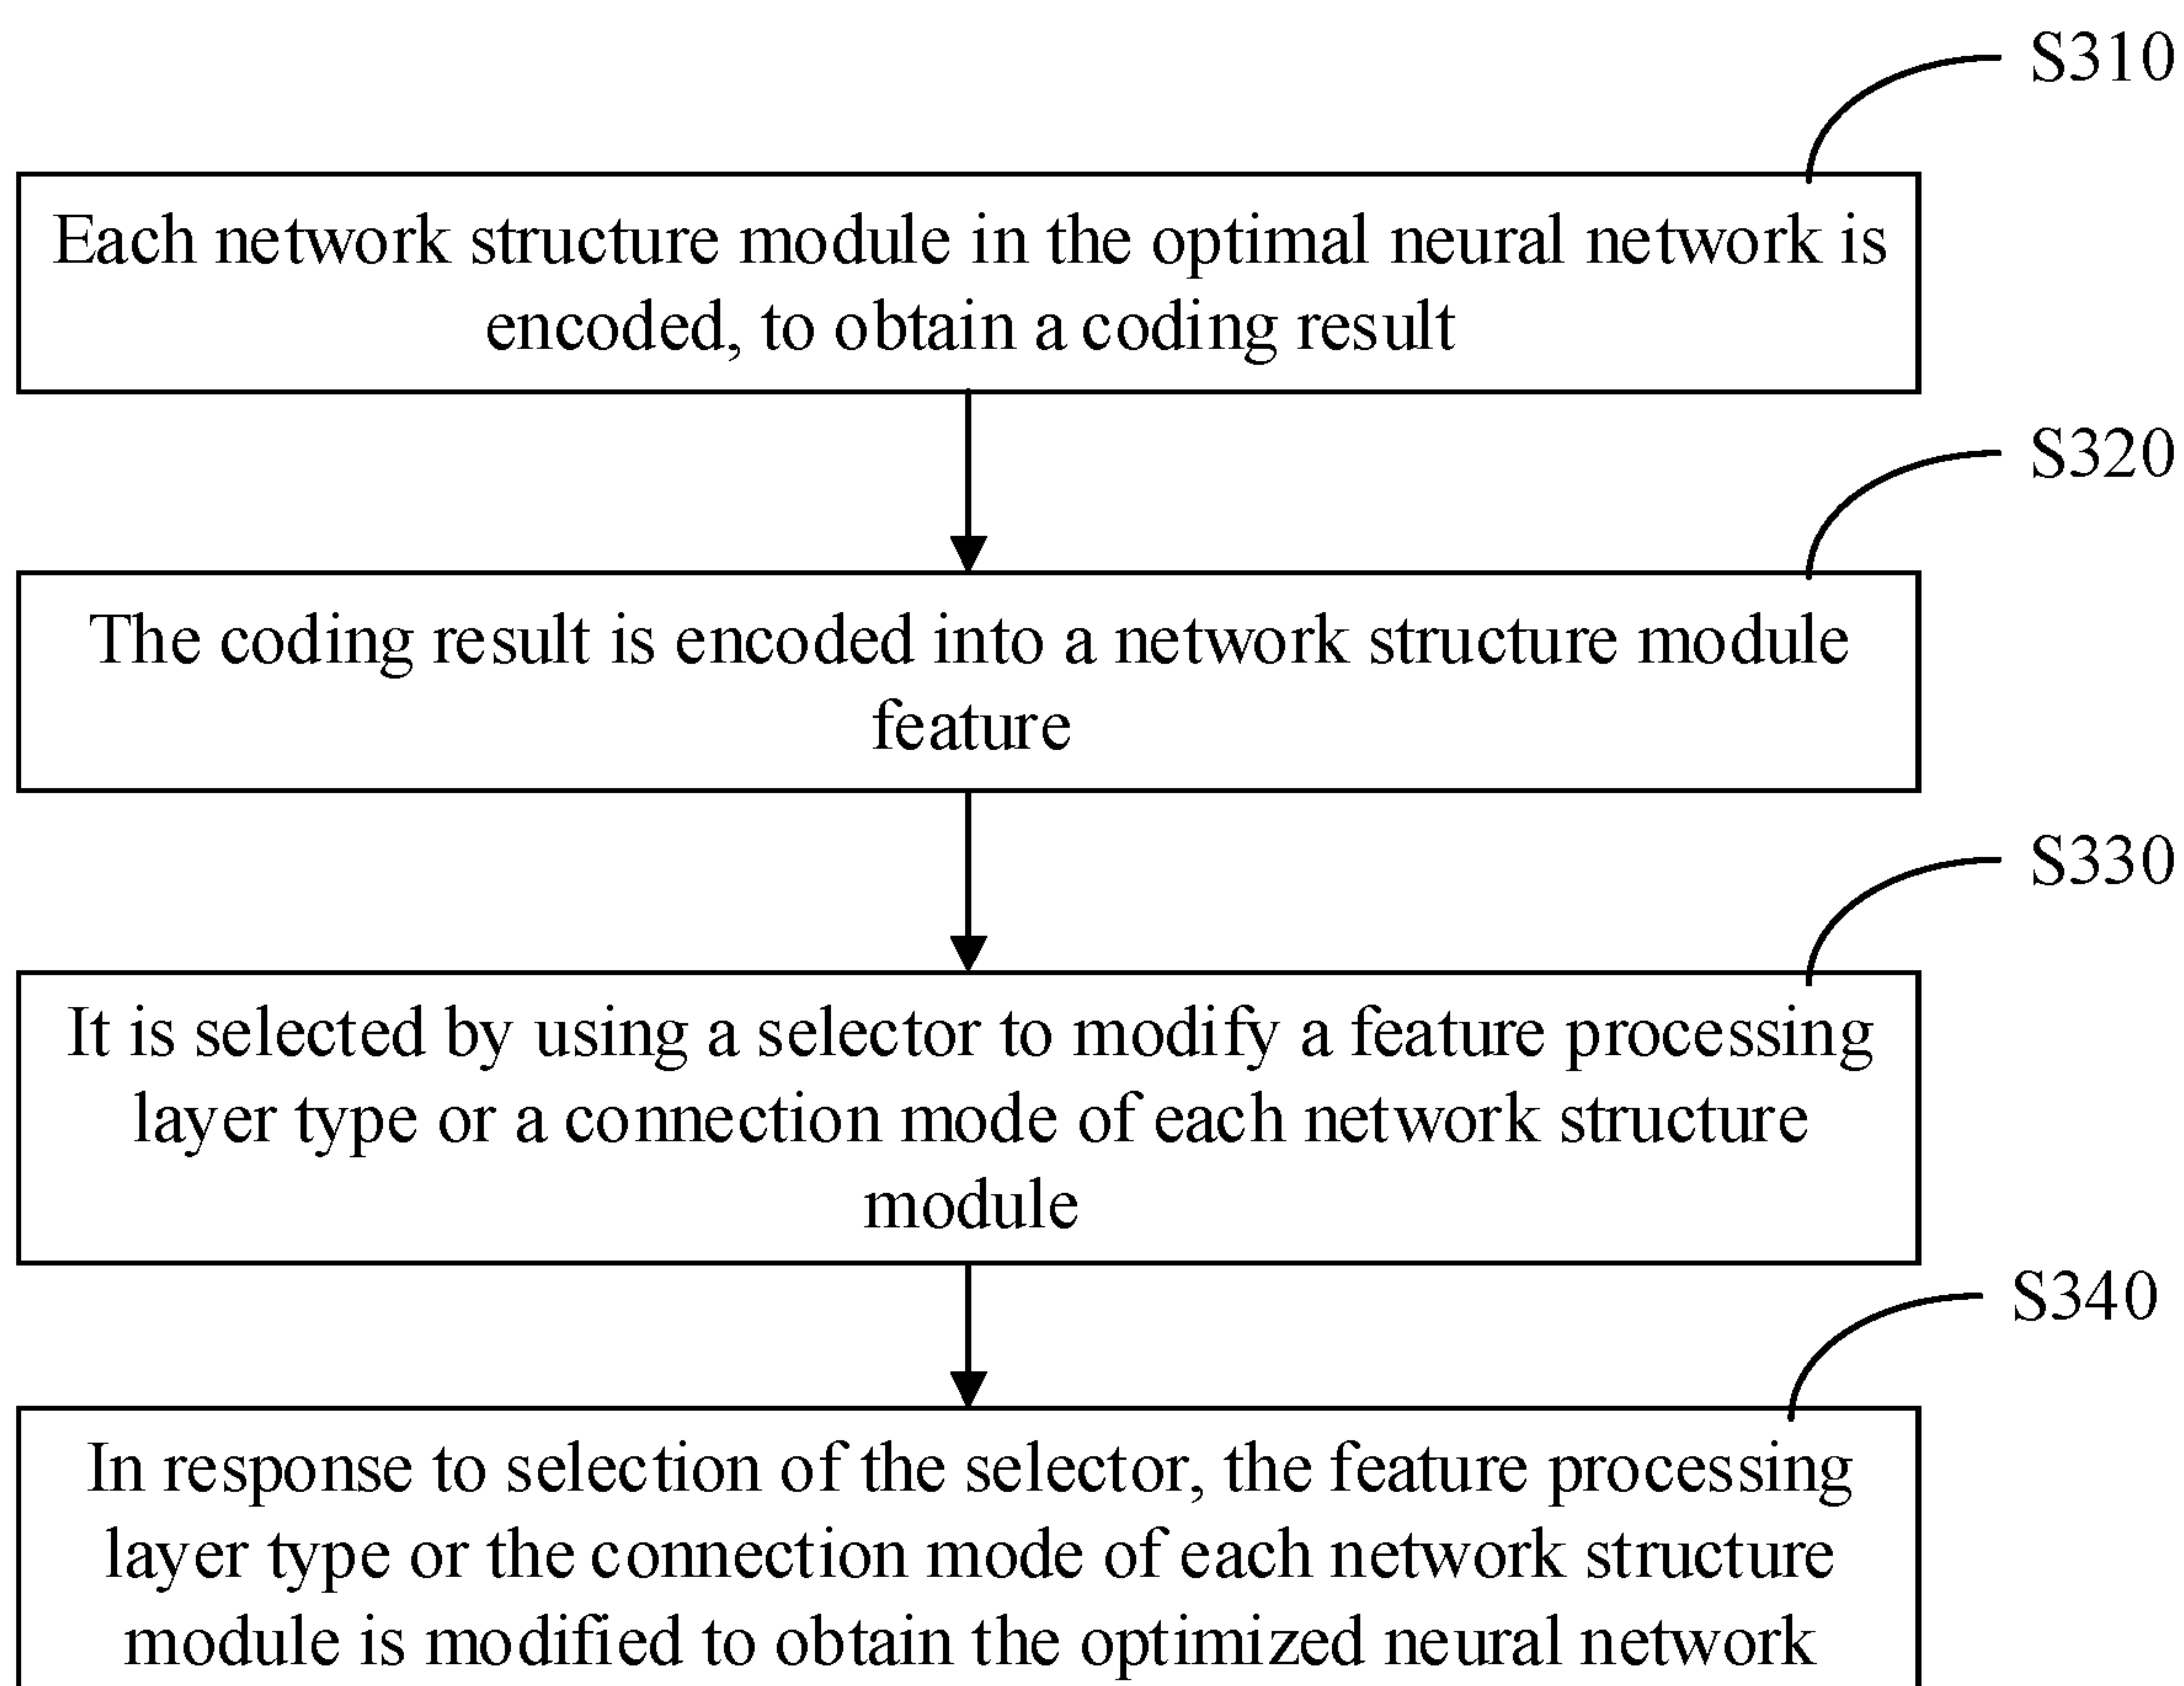 S310
Each network structure module in the optimal neural network is
encoded, to obtain a coding result
S320
The coding result is encoded into a network structure module
feature
S330
It is selected by using a selector to modify a feature processing
layer type or a connection mode of each network structure
module
S340
In response to selection of the selector, the feature processing
layer type or the connection mode of each network structure
module is modified to obtain the optimized neural network